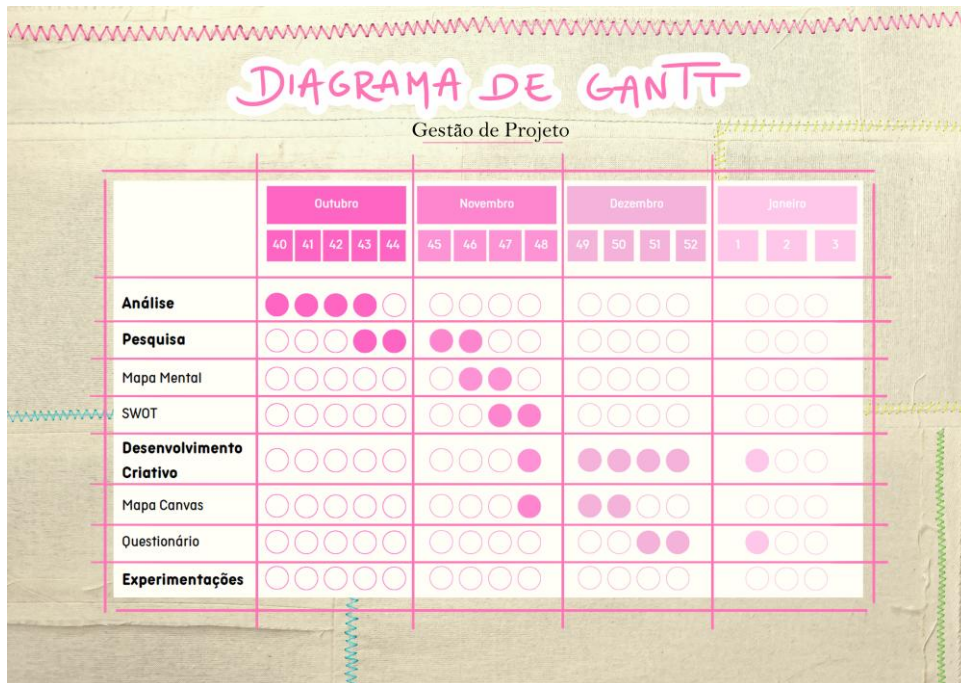 DIAGRAMA DE GANTT
Gestão de Projeto
Outubro Novembro Dezembro Janeiro
40 41 42 43 44 45 46 47 48 49 50 51 52 1 2 3
Análise
Pesquisa
Mapa Mental
SWOT
Desenvolvimento
Criativo
Mapa Canvas
Questionário
Experimentações